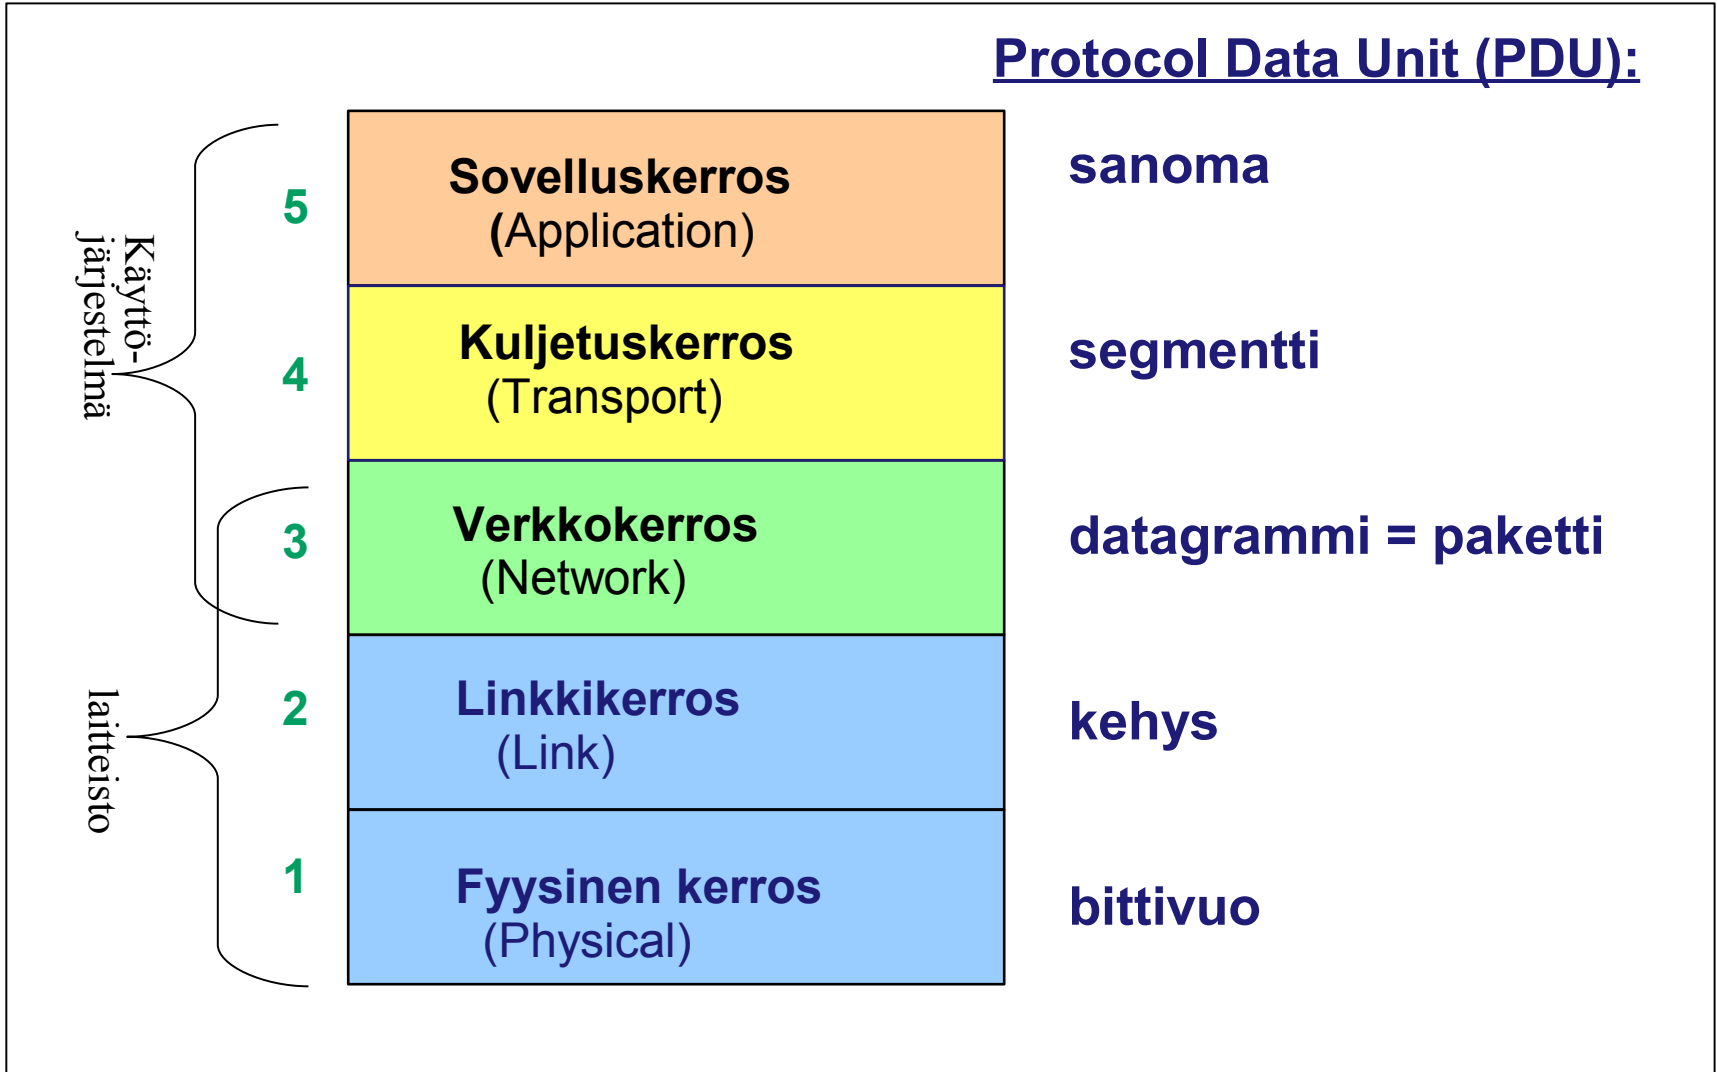 Protocol Data Unit (PDU):
Käyttö-
järjestelmä
laitteisto
5
Sovelluskerros
(Application)
sanoma
4
Kuljetuskerros
(Transport)
segmentti
3
Verkkokerros
(Network)
datagrammi = paketti
2
Linkkikerros
(Link)
kehys
1
Fyysinen kerros
(Physical)
bittivuo